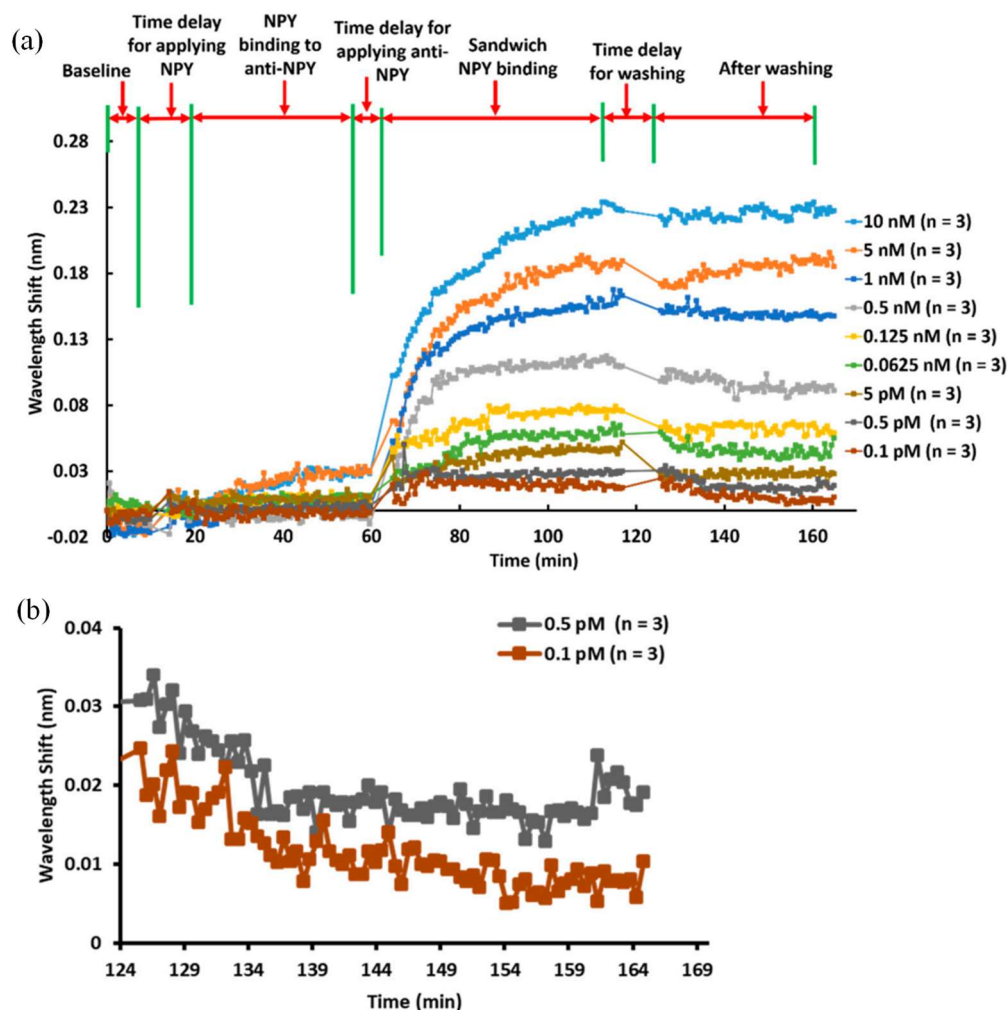 (a)
Baseline
Time delay
for applying
NPY
NPY
binding to
anti-NPY
Time delay for
applying anti-
NPY
Sandwich
NPY binding
Time delay
for washing
After washing
Wavelength Shift (nm)
0.28
0.23
0.18
0.13
0.08
0.03
-0.02
0
20
40
60
80
100
120
140
160
Time (min)
10 nM (n = 3)
5 nM (n = 3)
1 nM (n = 3)
0.5 nM (n = 3)
0.125 nM (n = 3)
0.0625 nM (n = 3)
5 pM (n = 3)
0.5 pM (n = 3)
0.1 pM (n = 3)
(b)
Wavelength Shift (nm)
0.04
0.03
0.02
0.01
0
0.5 pM (n = 3)
0.1 pM (n = 3)
124
129
134
139
144
149
154
159
164
169
Time (min)